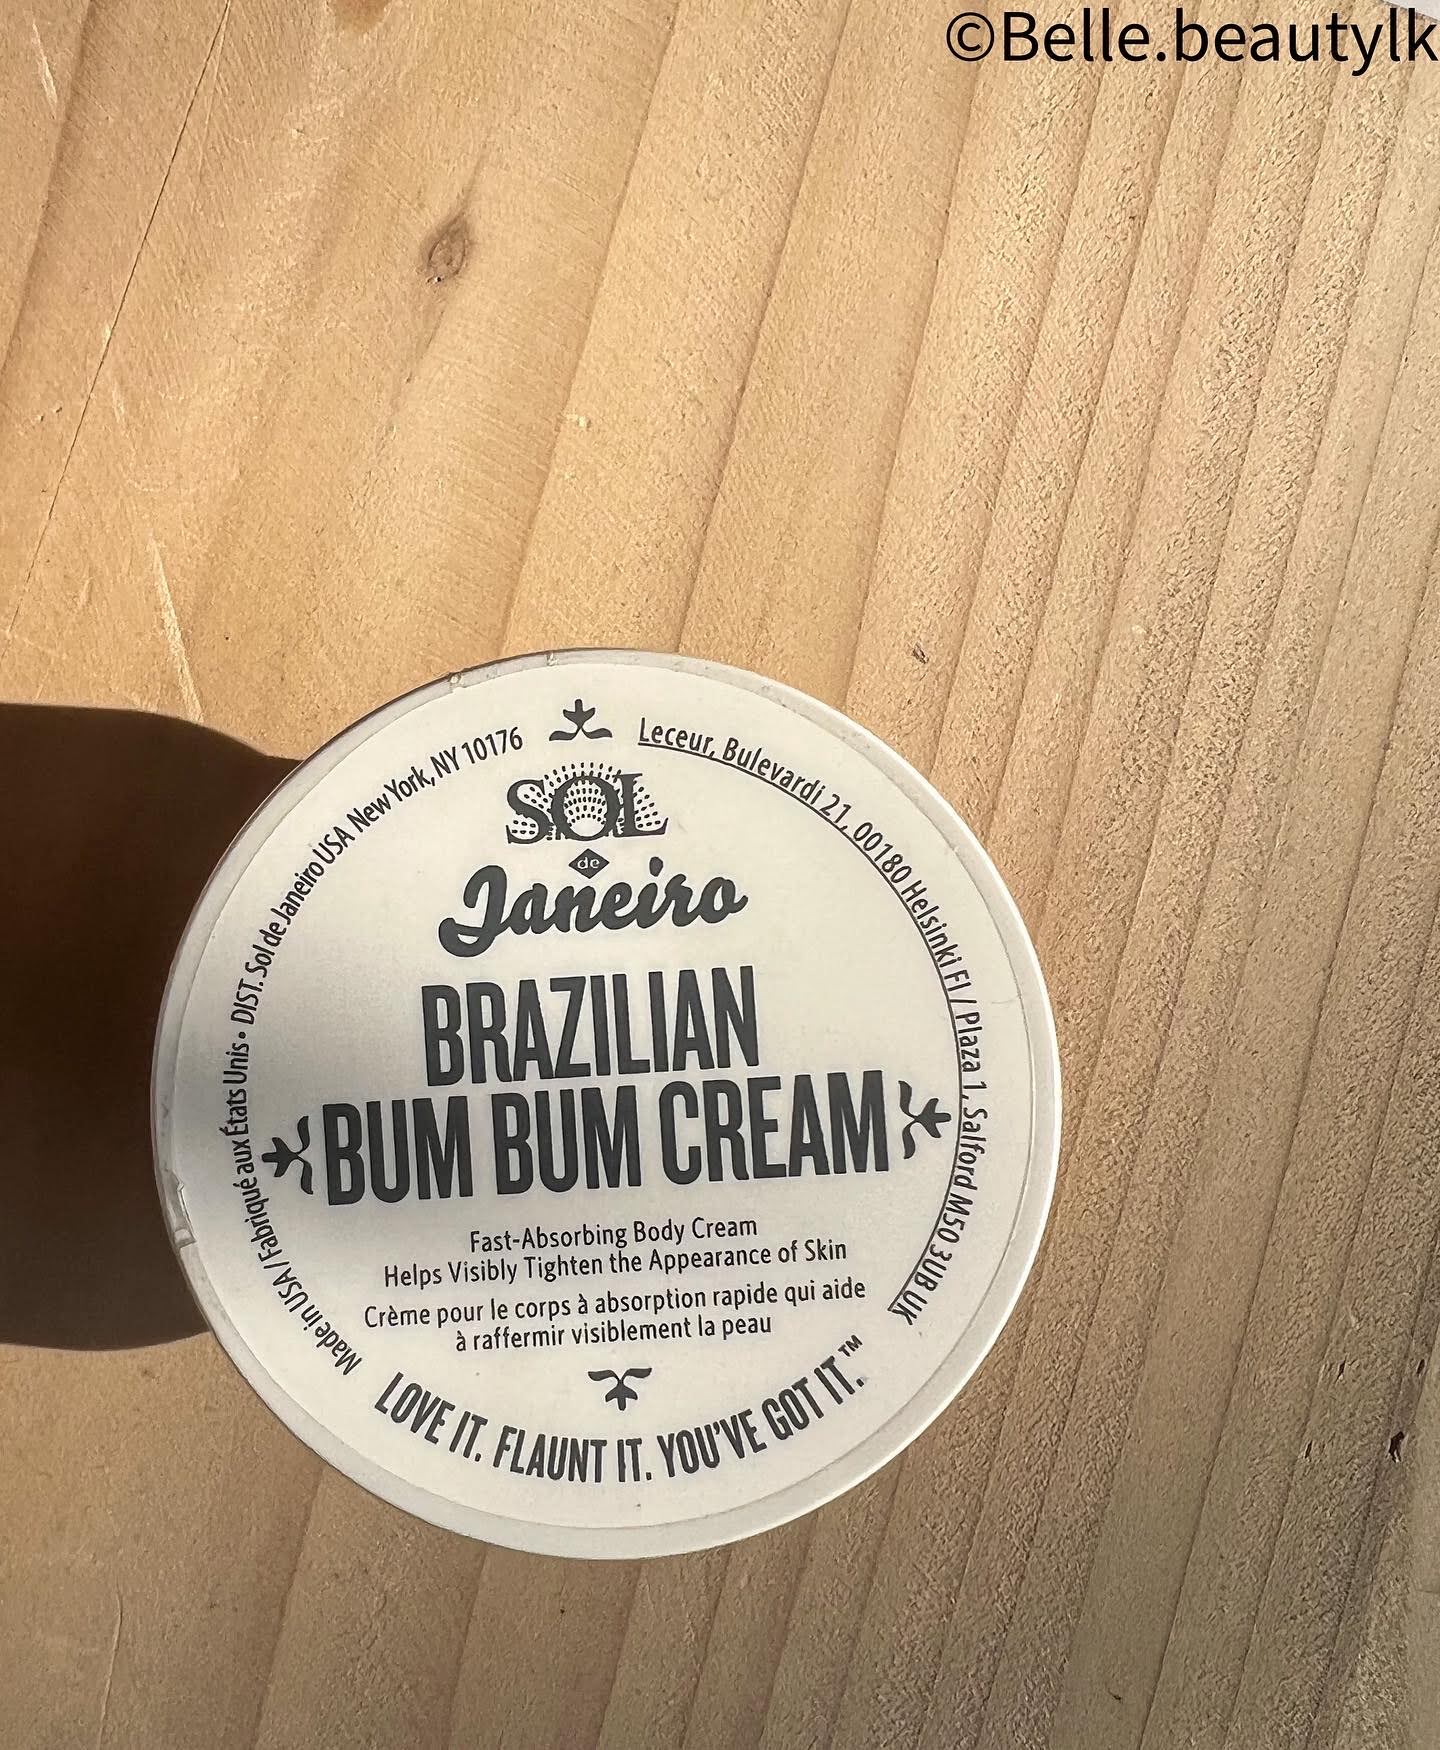 ©Belle.beautylk
Made in USA / Fabriqué aux États Unis • DIST. Sol de Janeiro USA New York, NY 10176
Leceur, Bulevardi 21, 00180 Helsinki FI / Plaza 1, Salford M50 3UB UK
SOL
de
Janeiro
BRAZILIAN
BUM BUM CREAM
Fast-Absorbing Body Cream
Helps Visibly Tighten the Appearance of Skin
Crème pour le corps à absorption rapide qui aide
à raffermir visiblement la peau
LOVE IT. FLAUNT IT. YOU'VE GOT IT.™